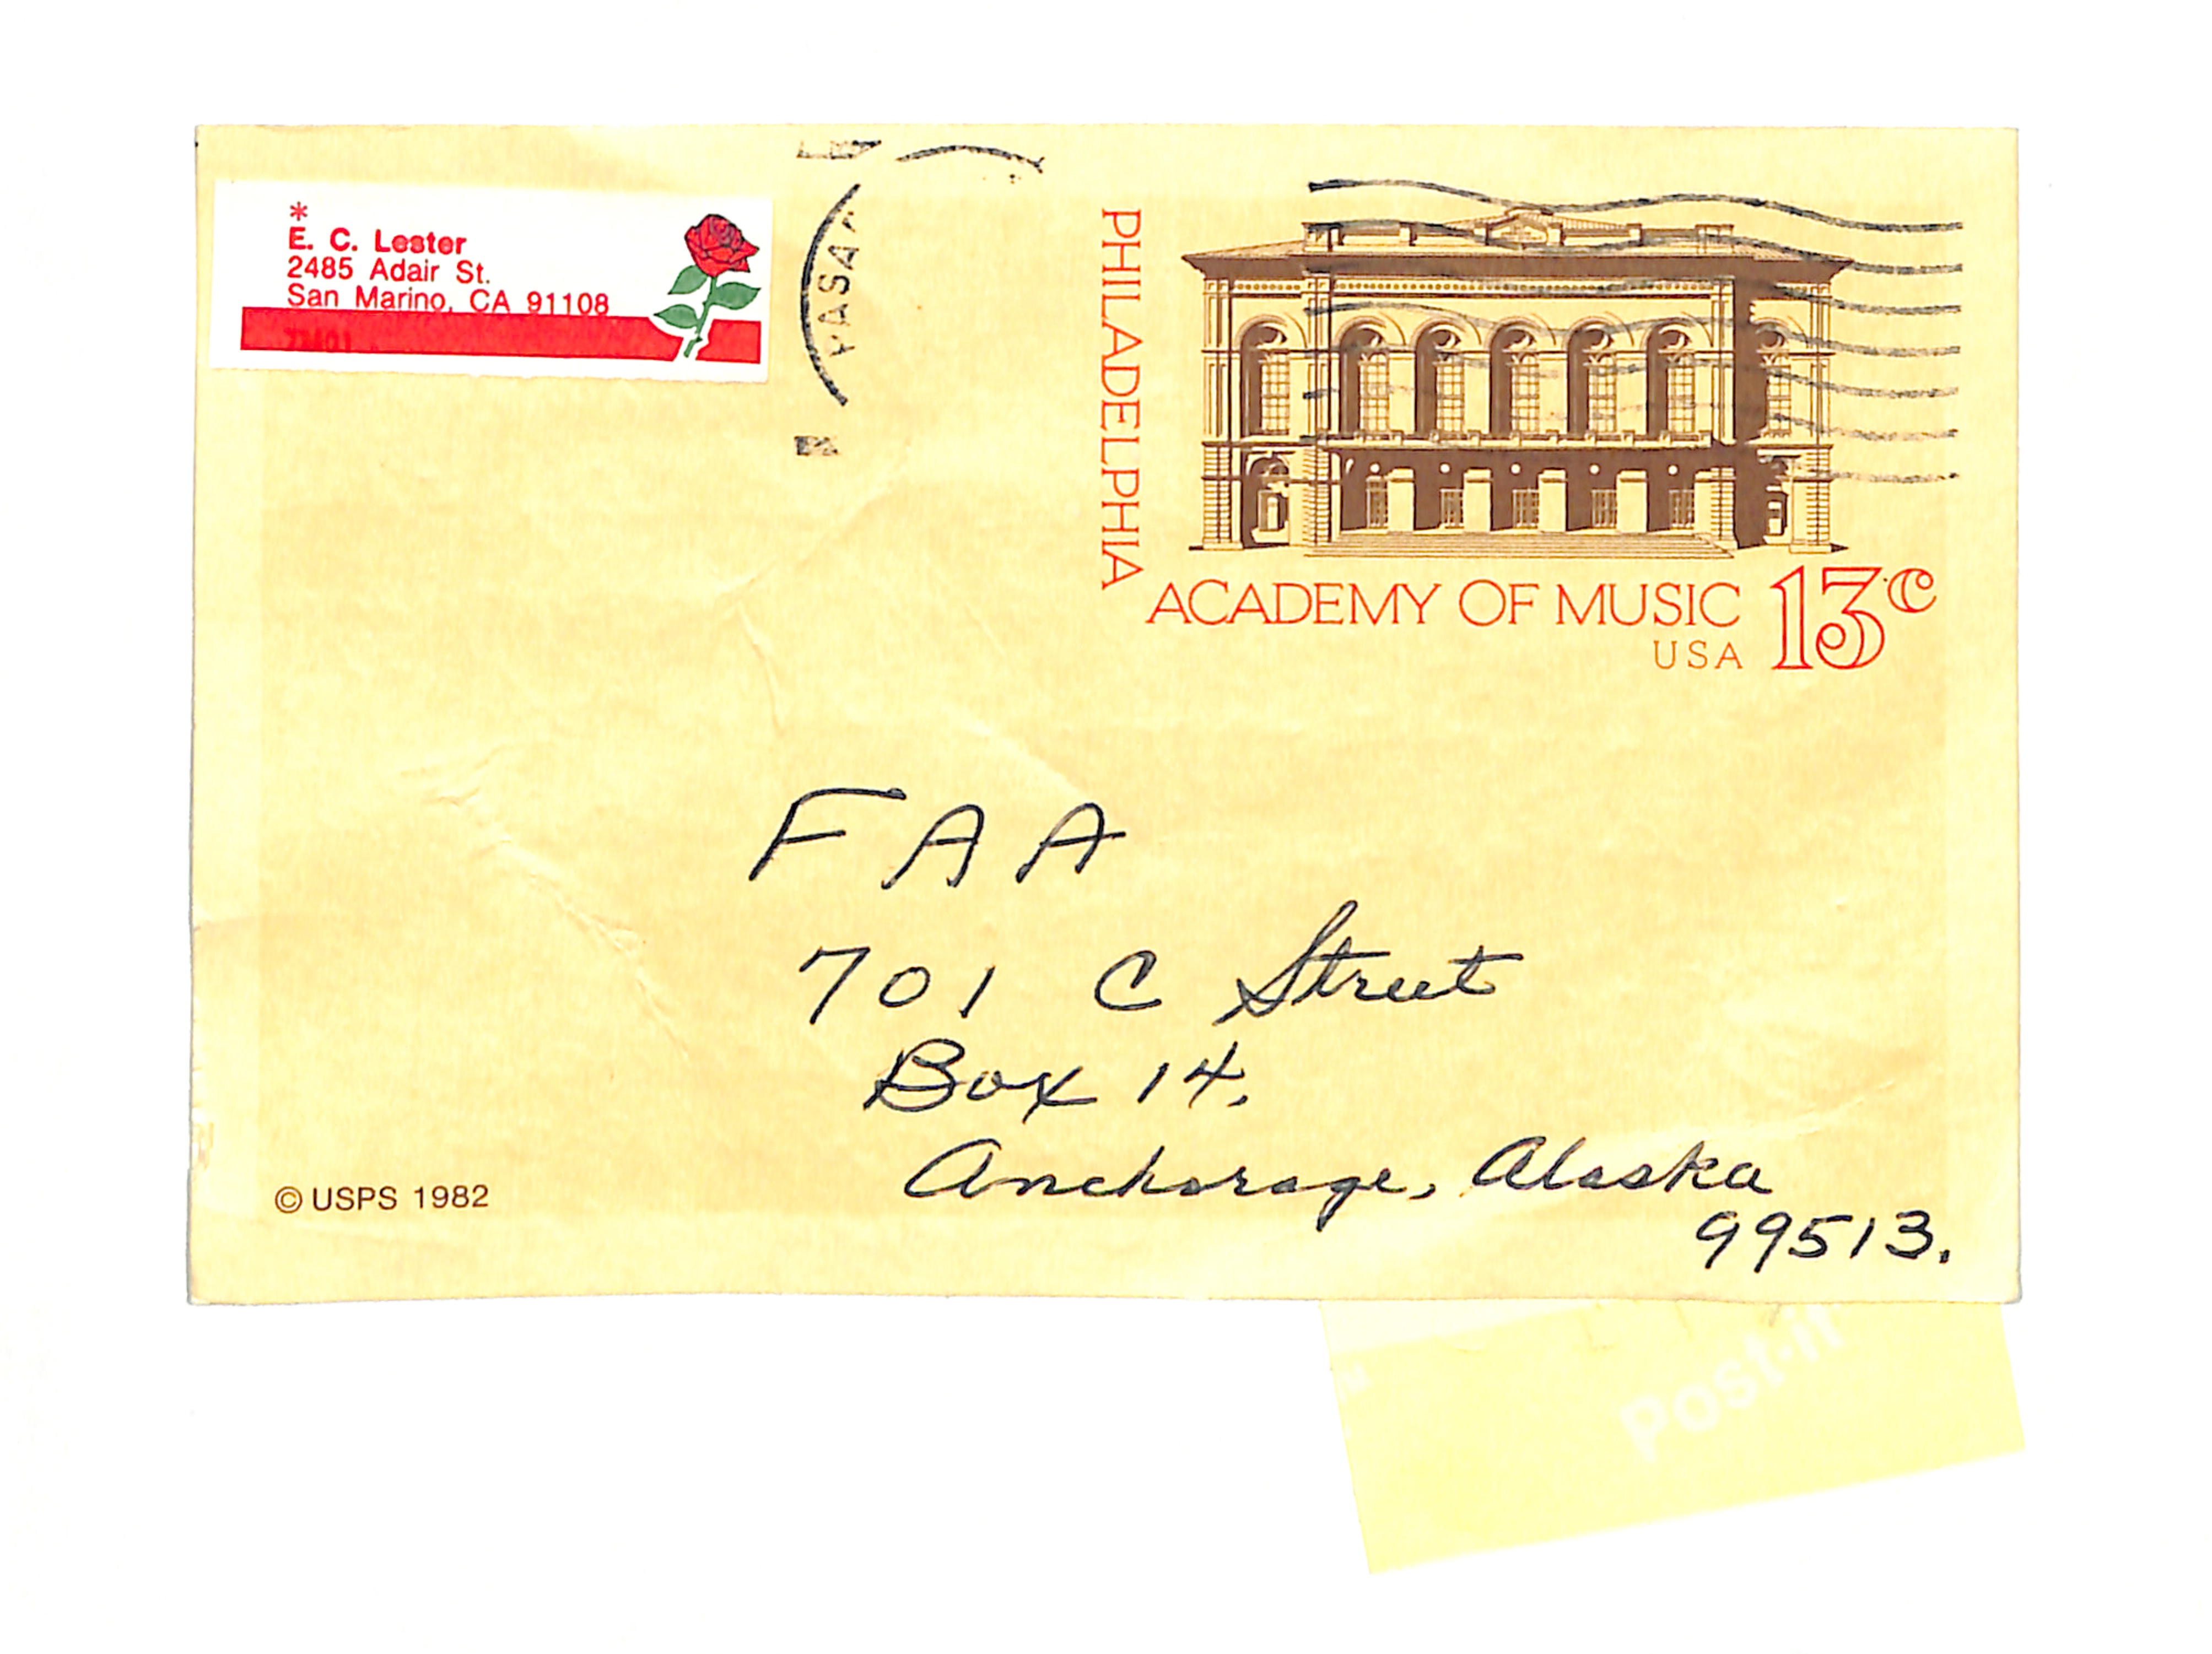 *
E. C. Lester
2485 Adair St.
San Marino, CA 91108
PHILADELPHIA
ACADEMY OF MUSIC
USA 13c
FAA
701 C Street
Box 14.
Anchorage, Alaska
99513.
© USPS 1982
Post-it